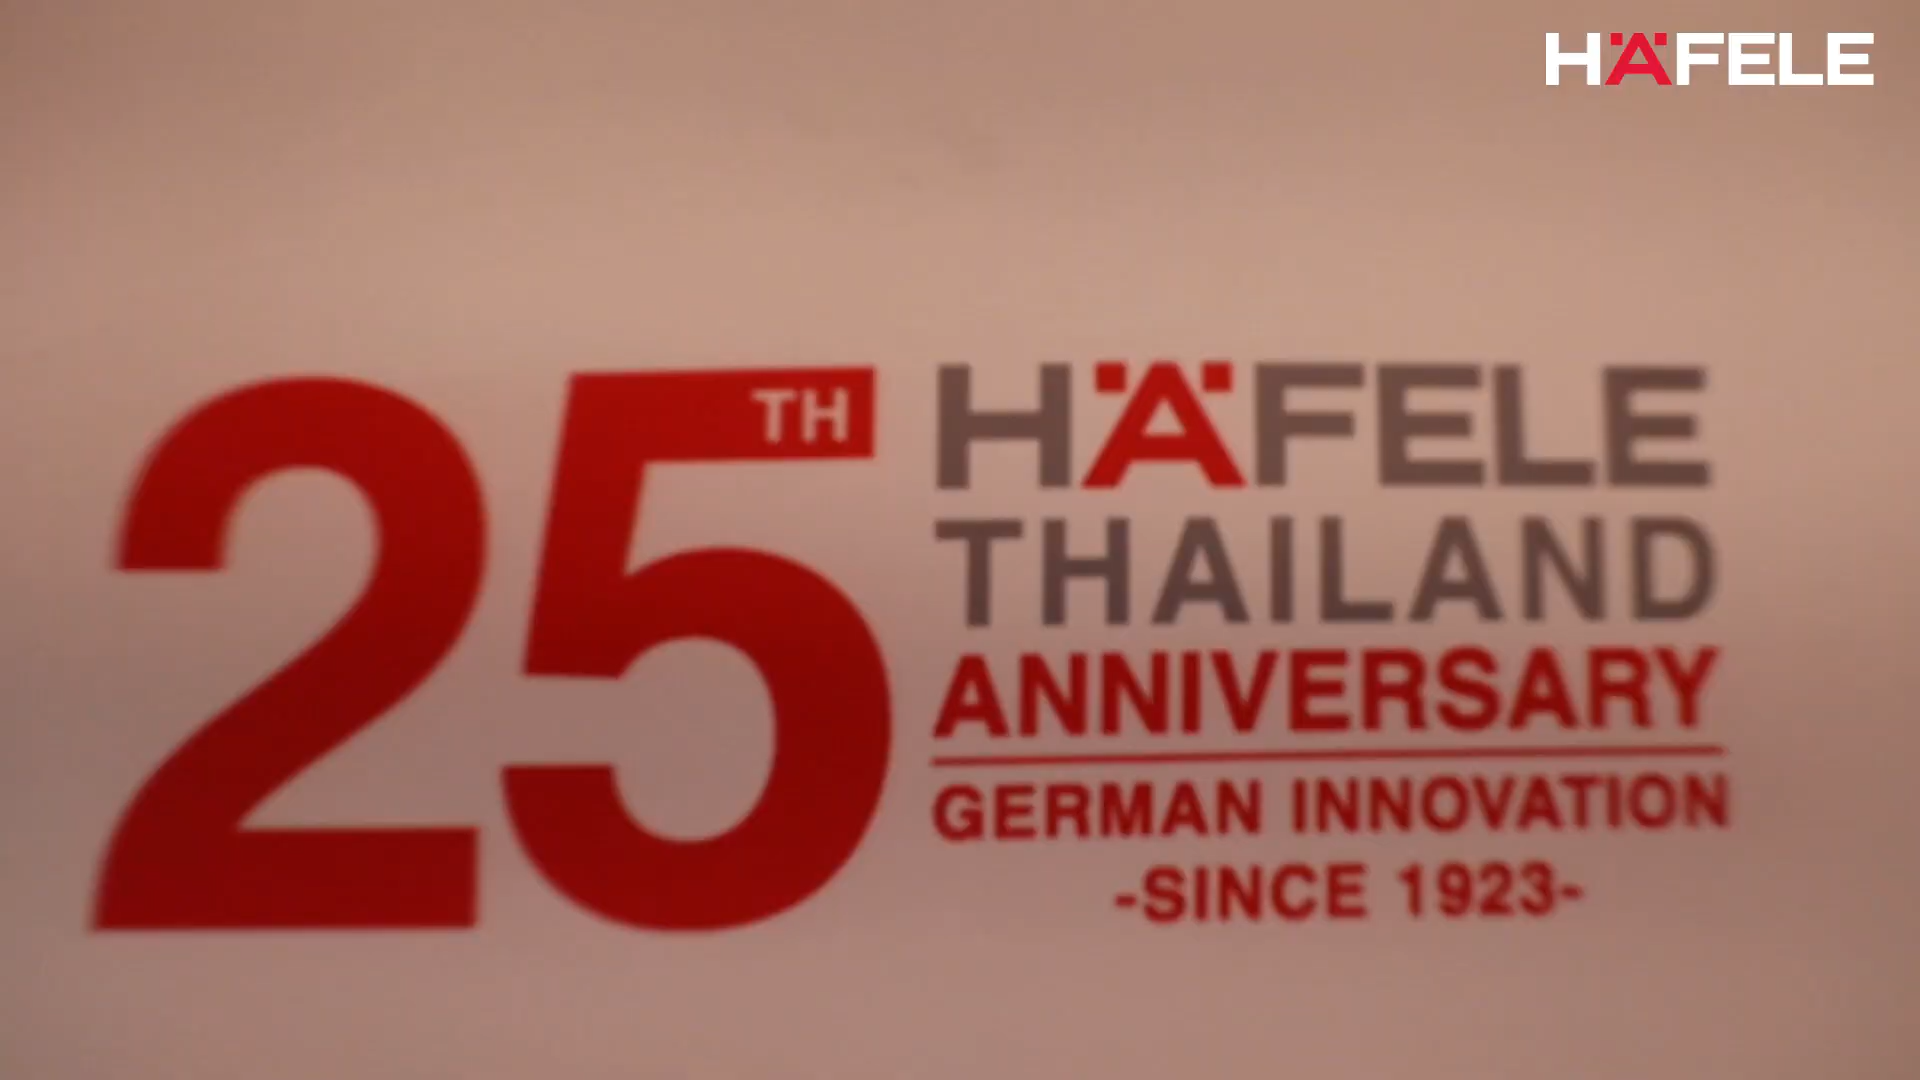 HÄFELE
25TH
HÄFELE
THAILAND
ANNIVERSARY
GERMAN INNOVATION
-SINCE 1923-